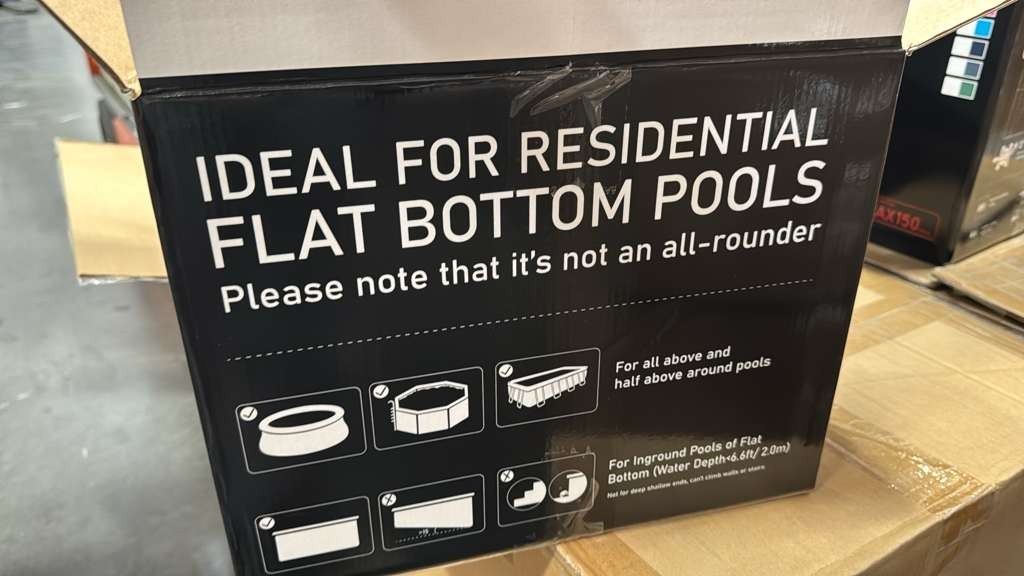 IDEAL FOR RESIDENTIAL
FLAT BOTTOM POOLS
Please note that it's not an all-rounder
For all above and
half above around pools
For Inground Pools of Flat
Bottom (Water Depth<6.6ft/ 2.0m)
Not for deep shallow ends, can't climb walls or stairs.
AX150